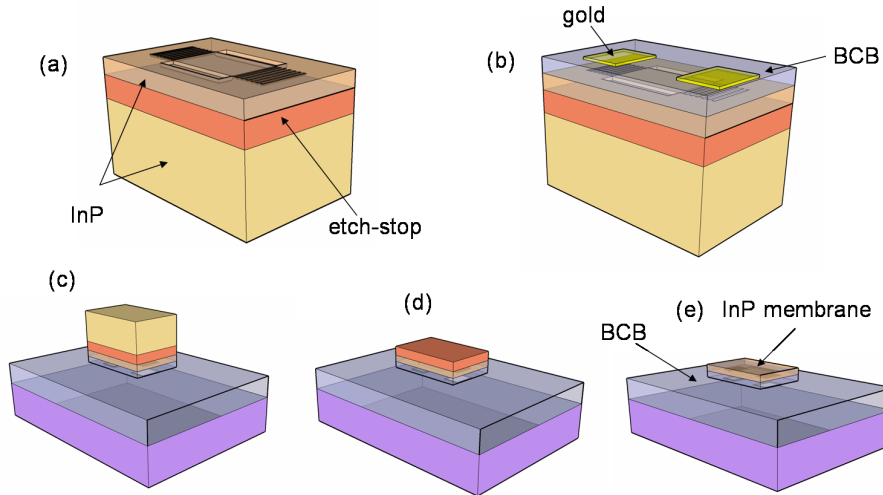 (a)
InP
etch-stop
gold
BCB
(b)
(c)
(d)
(e)
InP membrane
BCB